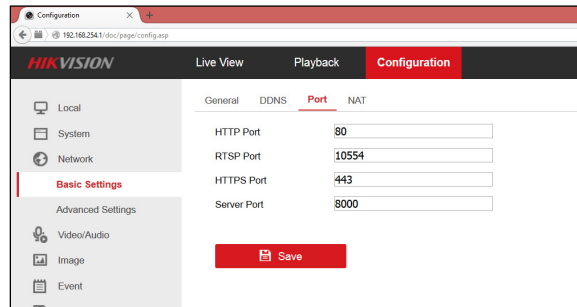 Configuration
192.168.254.1/doc/page/config.asp
HIKVISION Live View Playback Configuration
General DDNS Port NAT
Local
System
Network
Basic Settings
Advanced Settings
Video/Audio
Image
Event
HTTP Port 80
RTSP Port 10554
HTTPS Port 443
Server Port 8000
Save